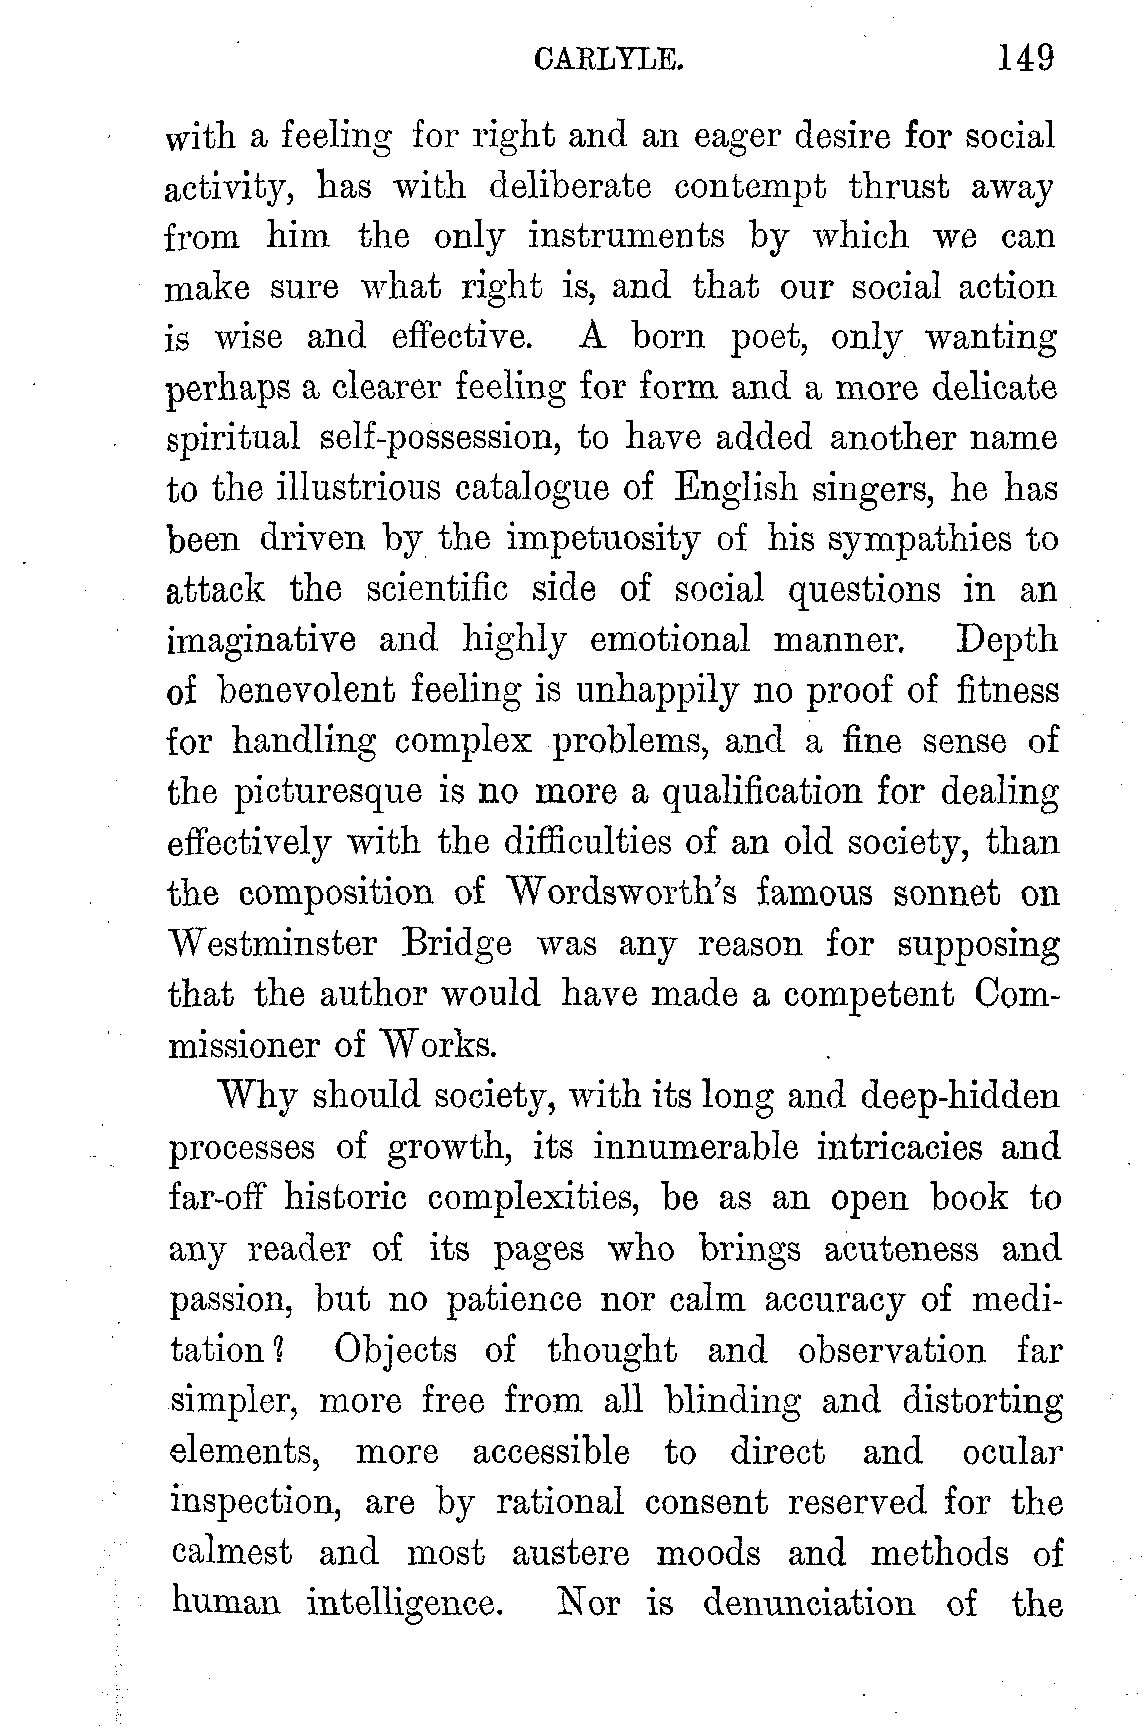 CARLYLE. 149
with a feeling for right and an eager desire for social
activity, has with deliberate contempt thrust away
from him the only instruments by which we can
make sure what right is, and that our social action
is wise and effective. A born poet, only wanting
perhaps a clearer feeling for form and a more delicate
spiritual self-possession, to have added another name
to the illustrious catalogue of English singers, he has
been driven by the impetuosity of his sympathies to
attack the scientific side of social questions in an
imaginative and highly emotional manner. Depth
of benevolent feeling is unhappily no proof of fitness
for handling complex problems, and a fine sense of
the picturesque is no more a qualification for dealing
effectively with the difficulties of an old society, than
the composition of Wordsworth's famous sonnet on
Westminster Bridge was any reason for supposing
that the author would have made a competent Com-
missioner of Works.
Why should society, with its long and deep-hidden
processes of growth, its innumerable intricacies and
far-off historic complexities, be as an open book to
any reader of its pages who brings acuteness and
passion, but no patience nor calm accuracy of medi-
tation? Objects of thought and observation far
simpler, more free from all blinding and distorting
elements, more accessible to direct and ocular
inspection, are by rational consent reserved for the
calmest and most austere moods and methods of
human intelligence. Nor is denunciation of the